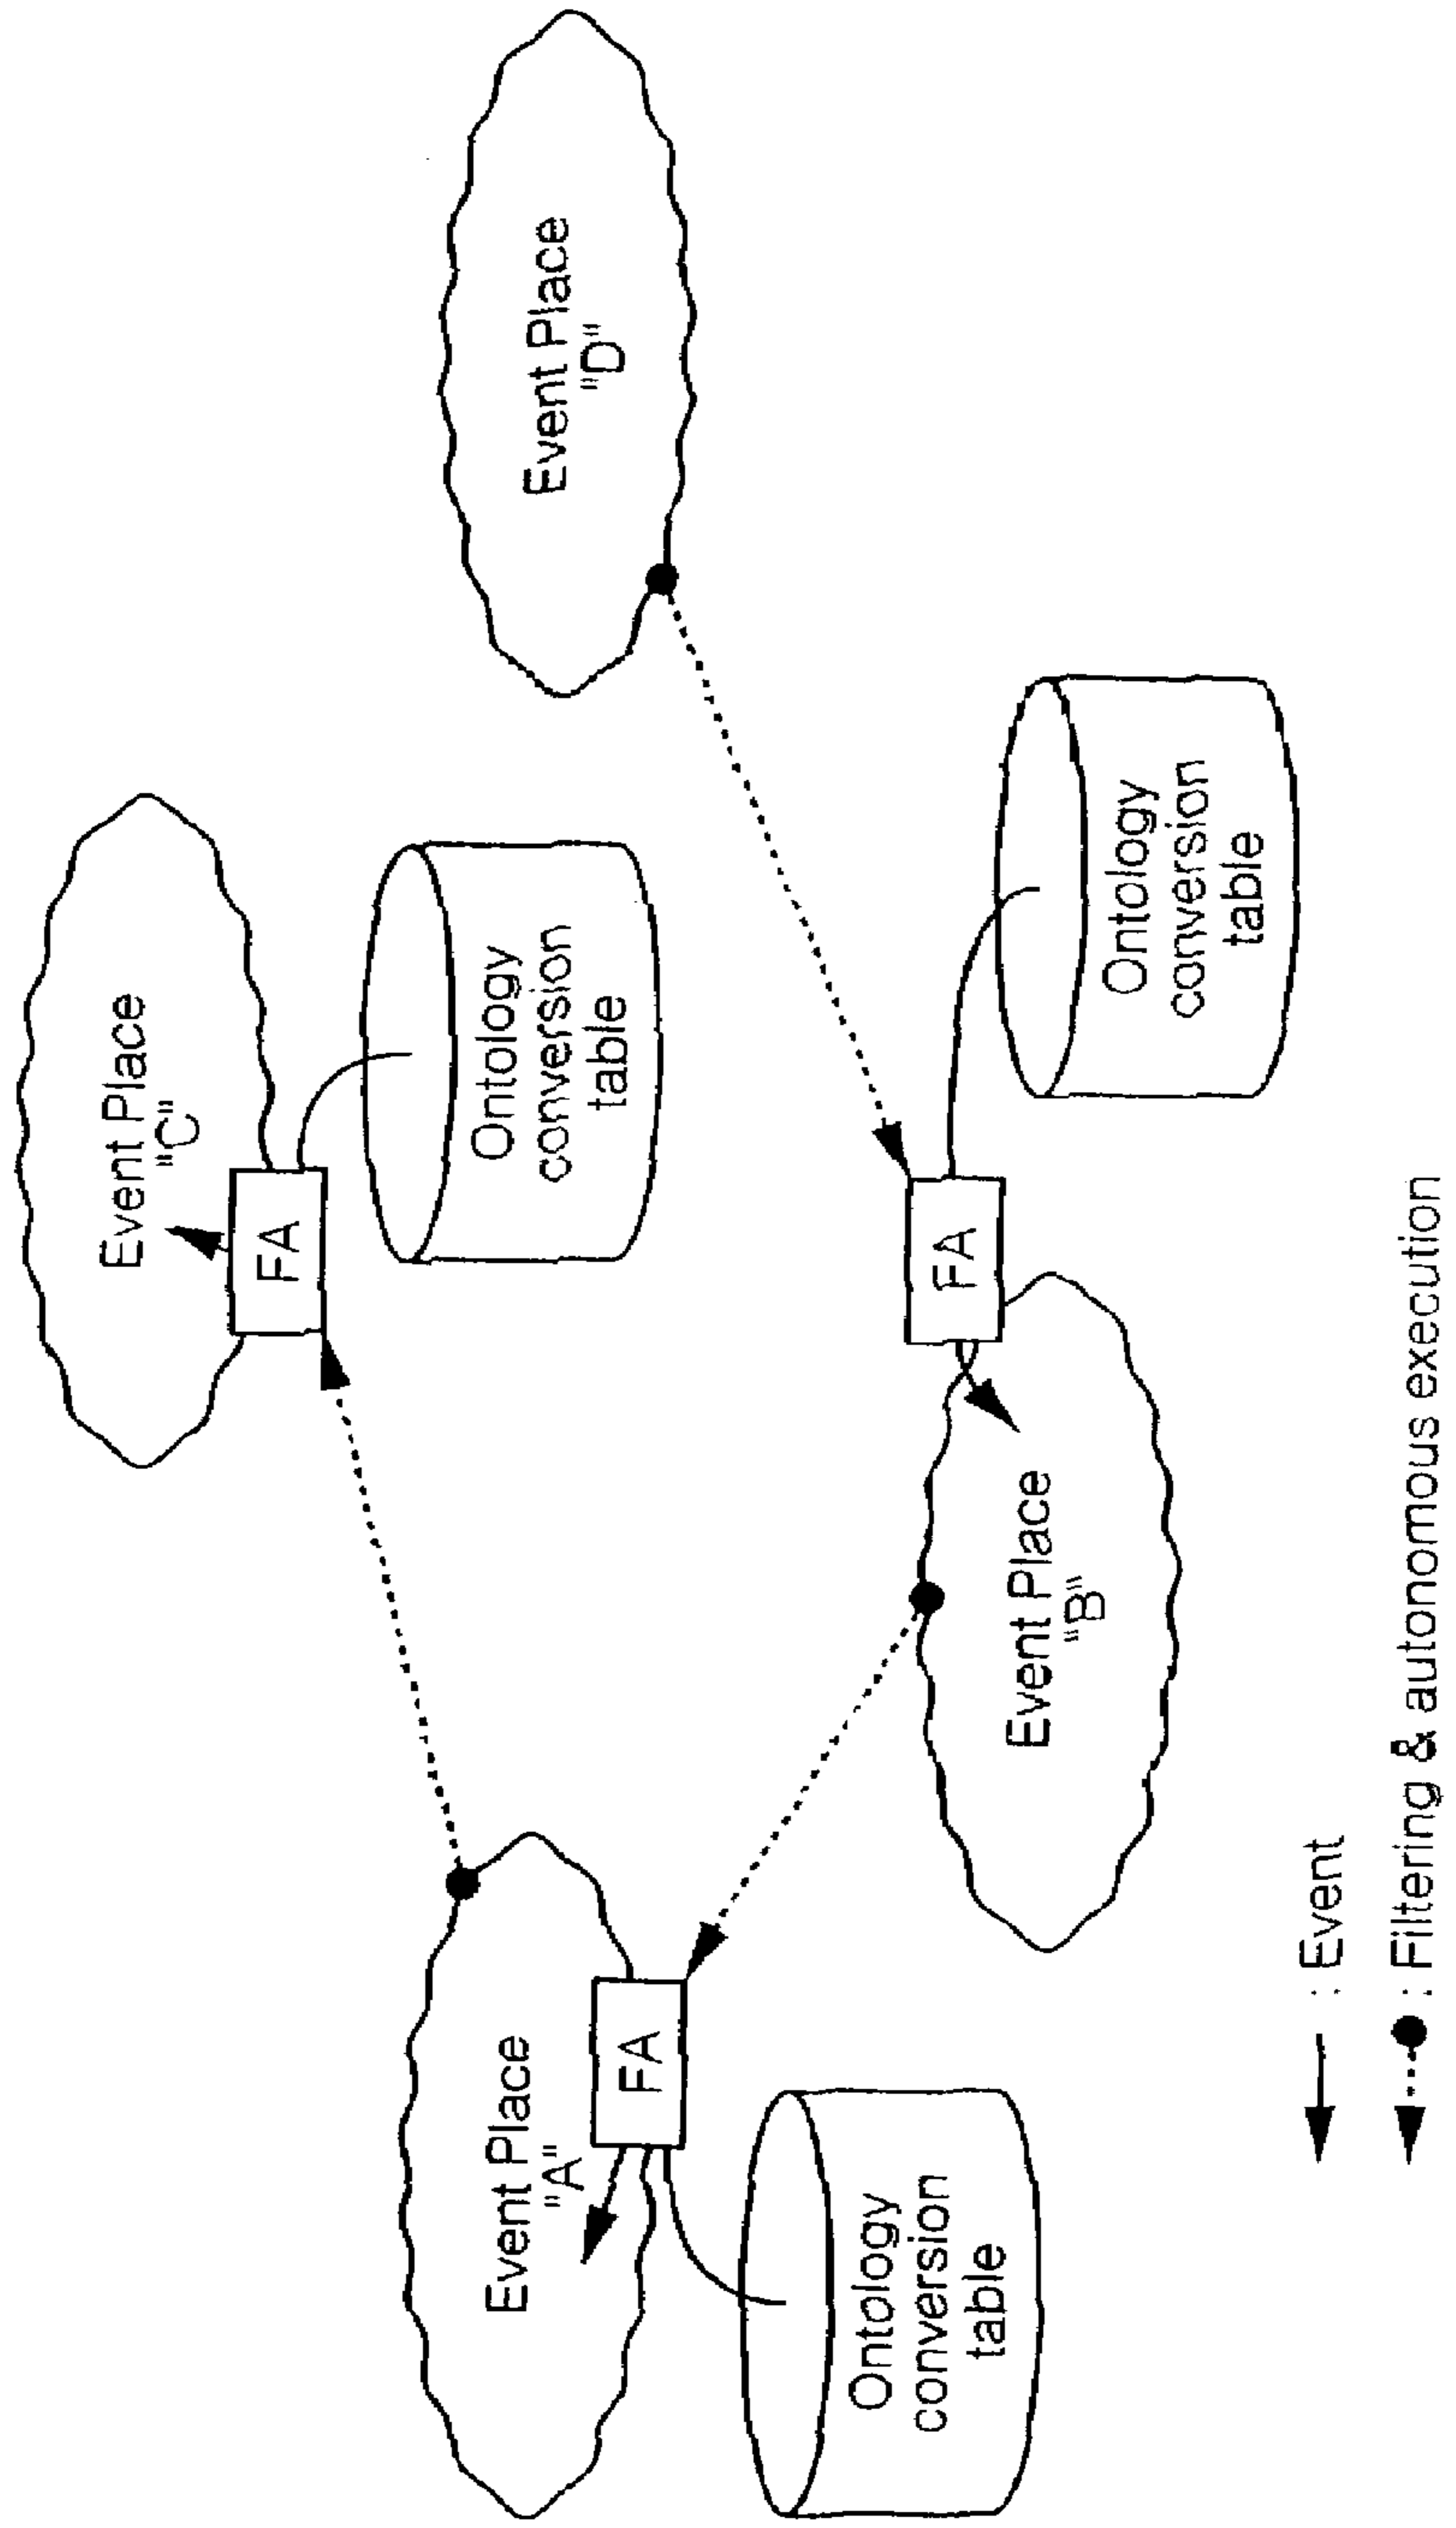 Event Place
"C"
FA
Ontology
conversion
table
Event Place
"D"
Event Place
"A"
FA
Ontology
conversion
table
Event Place
"B"
FA
Ontology
conversion
table
: Event
: Filtering & autonomous execution